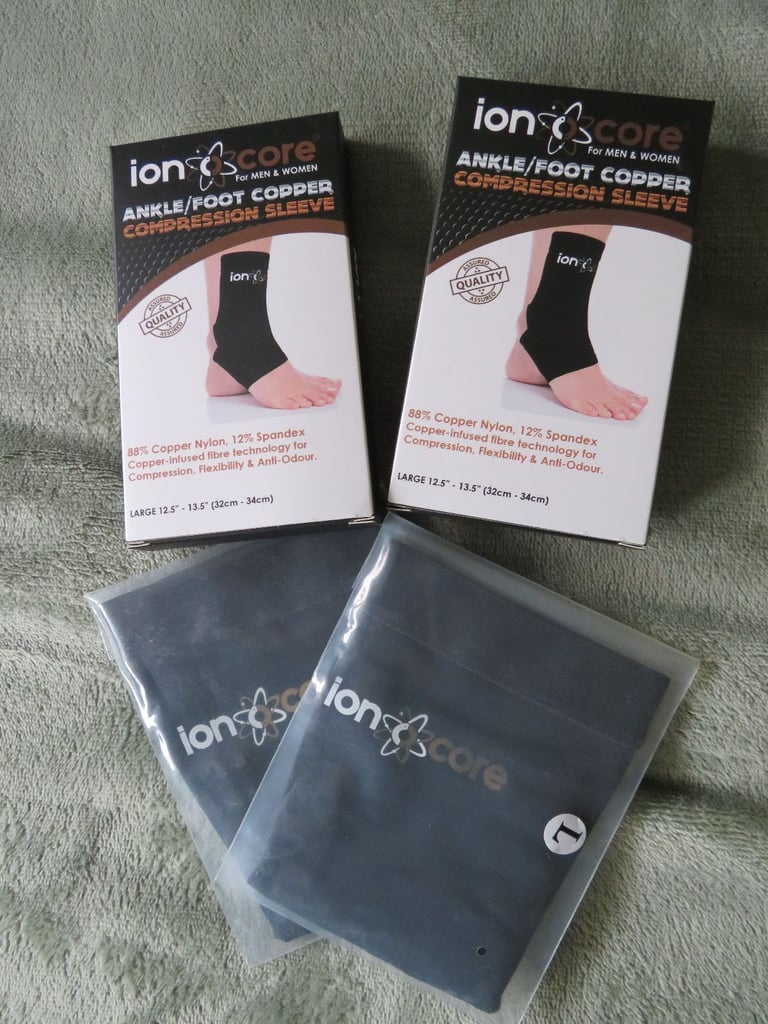 ion core®
For MEN & WOMEN
ANKLE/FOOT COPPER
COMPRESSION SLEEVE
ion
ASSURED
QUALITY
ASSURED
88% Copper Nylon, 12% Spandex
Copper-infused fibre technology for
Compression, Flexibility & Anti-Odour.
LARGE 12.5" - 13.5" (32cm - 34cm)
ion core®
For MEN & WOMEN
ANKLE/FOOT COPPER
COMPRESSION SLEEVE
ion
ASSURED
QUALITY
ASSURED
88% Copper Nylon, 12% Spandex
Copper-infused fibre technology for
Compression, Flexibility & Anti-Odour.
LARGE 12.5" - 13.5" (32cm - 34cm)
ion co
ion core
L